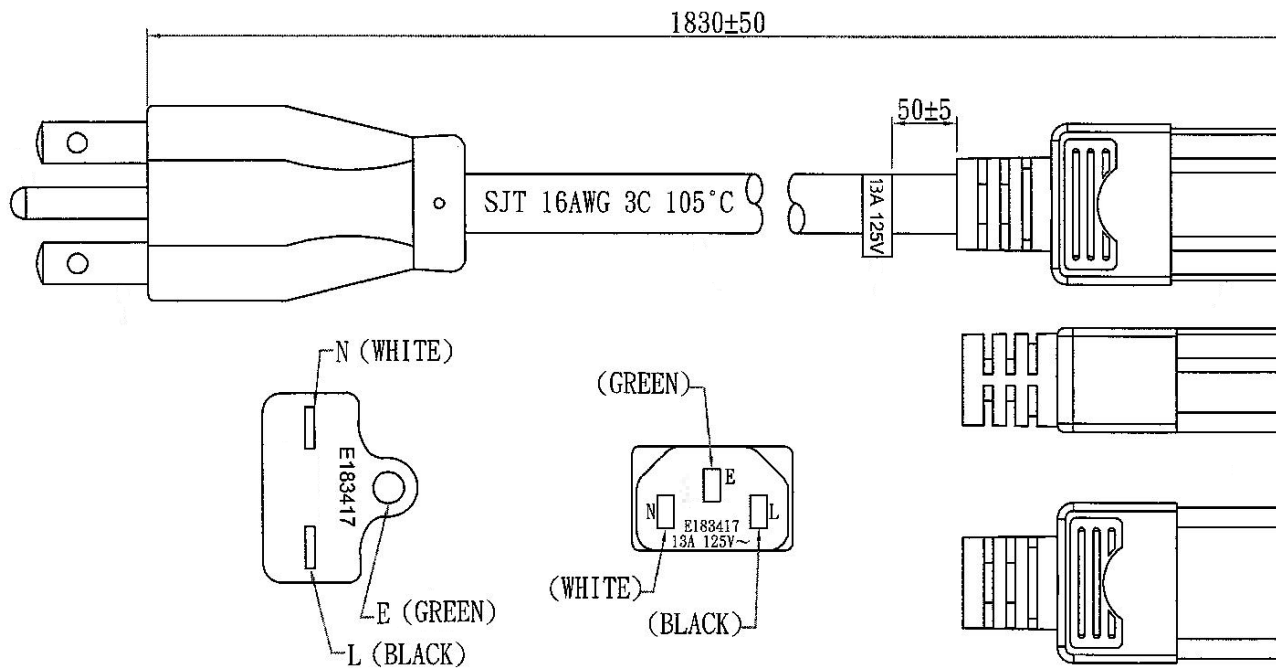 1830±50
50±5
SJT 16AWG 3C 105°C
13A 125V
N (WHITE)
E183417
E (GREEN)
L (BLACK)
(GREEN)
E
N
L
E183417
13A 125V～
(WHITE)
(BLACK)